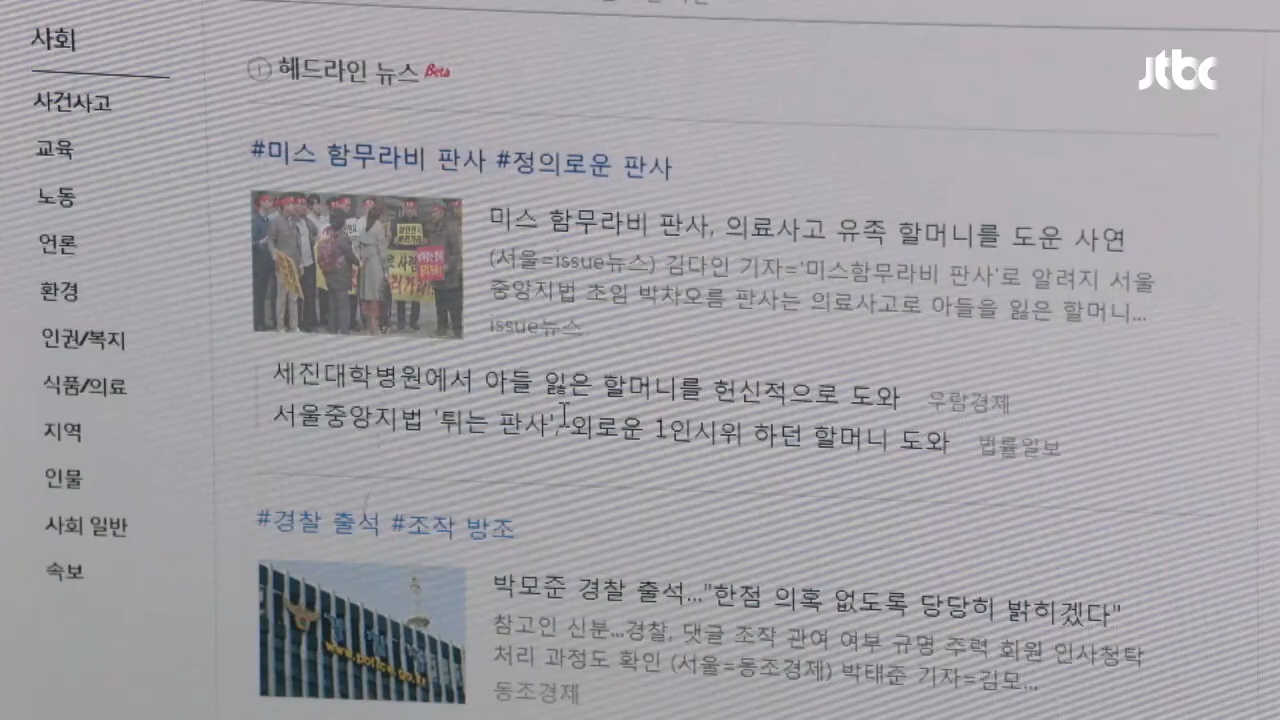 사회
사건사고
교육
노동
언론
환경
인권/복지
식품/의료
지역
인물
사회 일반
속보
헤드라인 뉴스 Beta
jtbc
#미스 함무라비 판사 #정의로운 판사
미스 함무라비 판사, 의료사고 유족 할머니를 도운 사연
(서울=issue뉴스) 김다인 기자='미스함무라비 판사'로 알려지 서울
중앙지법 초임 박차오름 판사는 의료사고로 아들을 잃은 할머니...
issue뉴스
세진대학병원에서 아들 잃은 할머니를 헌신적으로 도와 우람경제
서울중앙지법 '튀는 판사', 외로운 1인시위 하던 할머니 도와 법률일보
#경찰 출석 #조작 방조
www.police.go.kr
박모준 경찰 출석..."한점 의혹 없도록 당당히 밝히겠다"
참고인 신분...경찰, 댓글 조작 관여 여부 규명 주력 회원 인사청탁
처리 과정도 확인 (서울=동조경제) 박태준 기자=김모...
동조경제